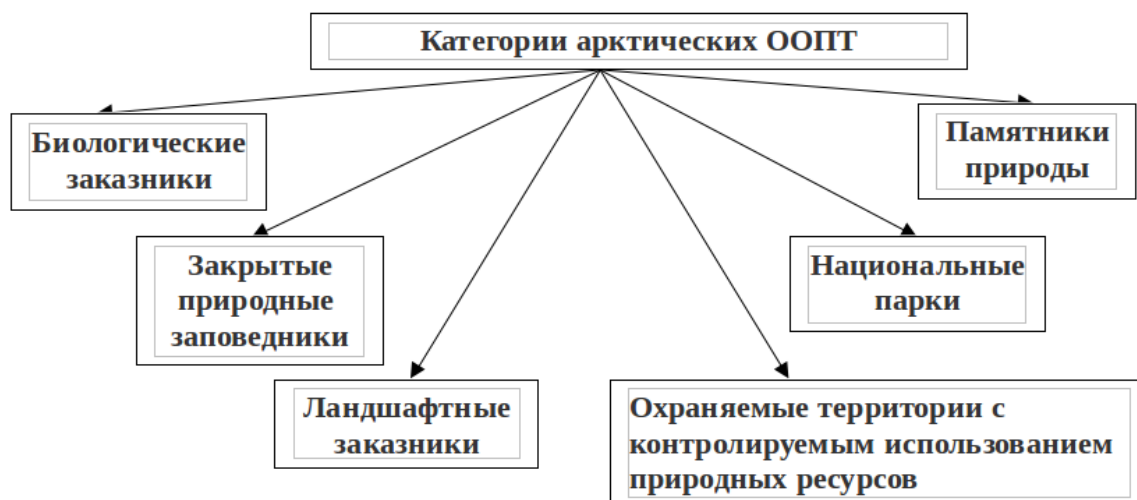 Категории арктических ООПТ
Биологические
заказники
Памятники
природы
Закрытые
природные
заповедники
Национальные
парки
Ландшафтные
заказники
Охраняемые территории с
контролируемым использованием
природных ресурсов